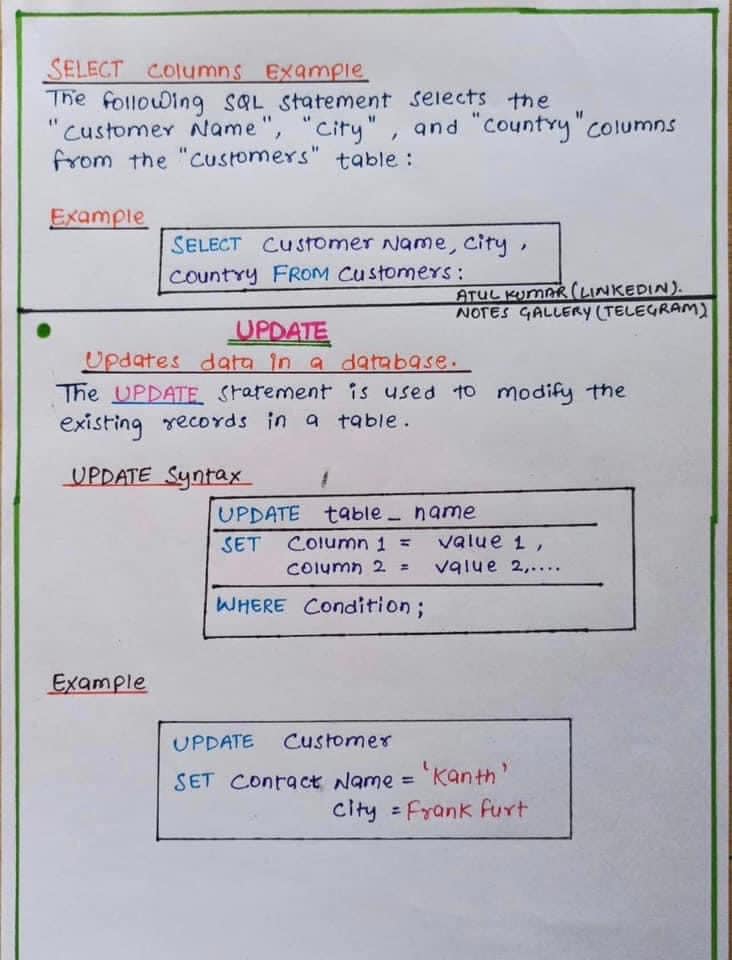 SELECT Columns Example
The following SQL Statement selects the
"Customer Name", "City", and "Country" columns
from the "Customers" table :
Example
SELECT Customer Name, City,
Country FROM Customers:
ATUL KUMAR (LINKEDIN).
NOTES GALLERY (TELEGRAM)
UPDATE
Updates data in a database.
The UPDATE Statement is used to modify the
existing records in a table.
UPDATE Syntax
UPDATE table_name
SET Column 1 = value 1,
column 2 = value 2,....
WHERE Condition;
Example
UPDATE Customer
SET Contact Name = 'Kanth'
City = Frank furt